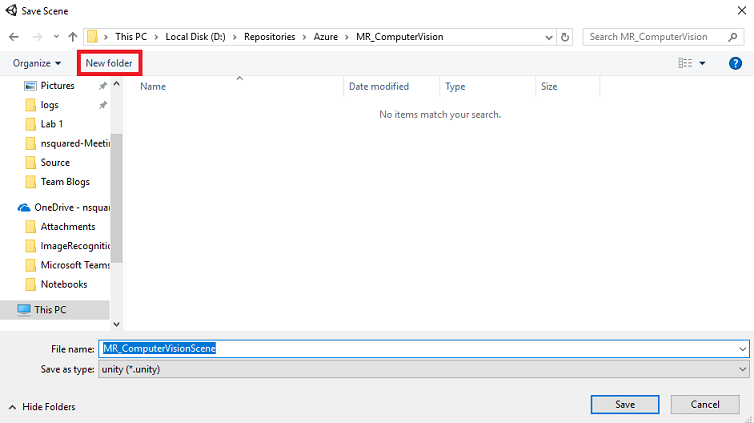 Save Scene
This PC > Local Disk (D:) > Repositories > Azure > MR_ComputerVision
Search MR_ComputerVision
Organize
New folder
Name
Date modified
Type
Size
No items match your search.
Pictures
logs
Lab 1
nsquared-Meetin
Source
Team Blogs
OneDrive - nsquar
Attachments
ImageRecognitio
Microsoft Teams
Notebooks
This PC
File name: MR_ComputerVisionScene
Save as type: unity (*.unity)
Hide Folders
Save
Cancel